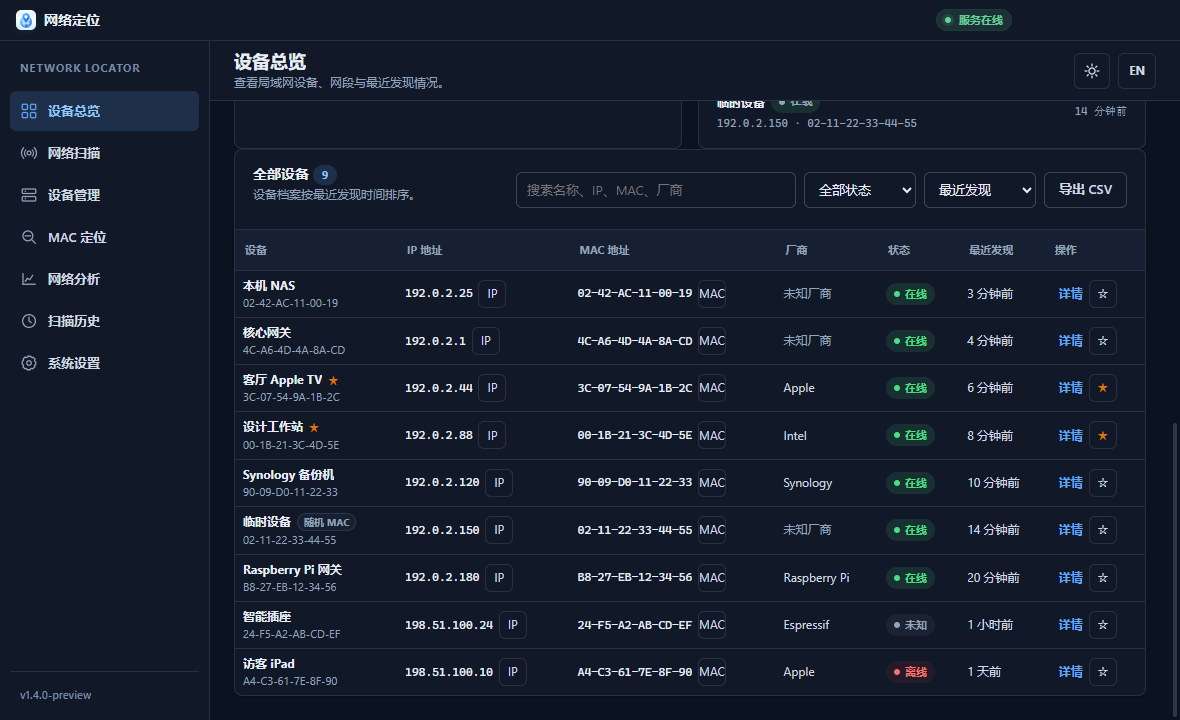 网络定位
服务在线
NETWORK LOCATOR
设备总览
网络扫描
设备管理
MAC 定位
网络分析
扫描历史
系统设置
v1.4.0-preview
设备总览
查看局域网设备、网段与最近发现情况。
EN
临时设备 在线
192.0.2.150 · 02-11-22-33-44-55
14 分钟前
全部设备 9
设备档案按最近发现时间排序。
搜索名称、IP、MAC、厂商
全部状态
最近发现
导出 CSV
设备 IP 地址 MAC 地址 厂商 状态 最近发现 操作
本机 NAS
02-42-AC-11-00-19
192.0.2.25 IP 02-42-AC-11-00-19 MAC 未知厂商 在线 3 分钟前 详情 ☆
核心网关
4C-A6-4D-4A-8A-CD
192.0.2.1 IP 4C-A6-4D-4A-8A-CD MAC 未知厂商 在线 4 分钟前 详情 ☆
客厅 Apple TV ★
3C-07-54-9A-1B-2C
192.0.2.44 IP 3C-07-54-9A-1B-2C MAC Apple 在线 6 分钟前 详情 ★
设计工作站 ★
00-1B-21-3C-4D-5E
192.0.2.88 IP 00-1B-21-3C-4D-5E MAC Intel 在线 8 分钟前 详情 ★
Synology 备份机
90-09-D0-11-22-33
192.0.2.120 IP 90-09-D0-11-22-33 MAC Synology 在线 10 分钟前 详情 ☆
临时设备 随机 MAC
02-11-22-33-44-55
192.0.2.150 IP 02-11-22-33-44-55 MAC 未知厂商 在线 14 分钟前 详情 ☆
Raspberry Pi 网关
B8-27-EB-12-34-56
192.0.2.180 IP B8-27-EB-12-34-56 MAC Raspberry Pi 在线 20 分钟前 详情 ☆
智能插座
24-F5-A2-AB-CD-EF
198.51.100.24 IP 24-F5-A2-AB-CD-EF MAC Espressif 未知 1 小时前 详情 ☆
访客 iPad
A4-C3-61-7E-8F-90
198.51.100.10 IP A4-C3-61-7E-8F-90 MAC Apple 离线 1 天前 详情 ☆